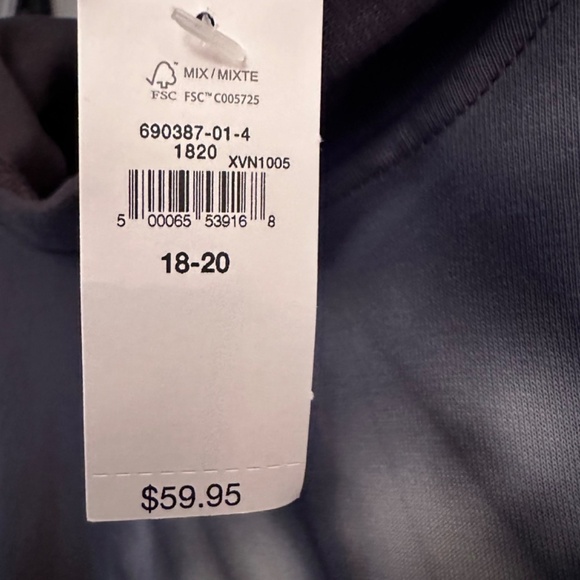 MIX/MIXTE
FSC FSC™ C005725
690387-01-4
1820 XVN1005
5 00065 53916 8
18-20
$59.95